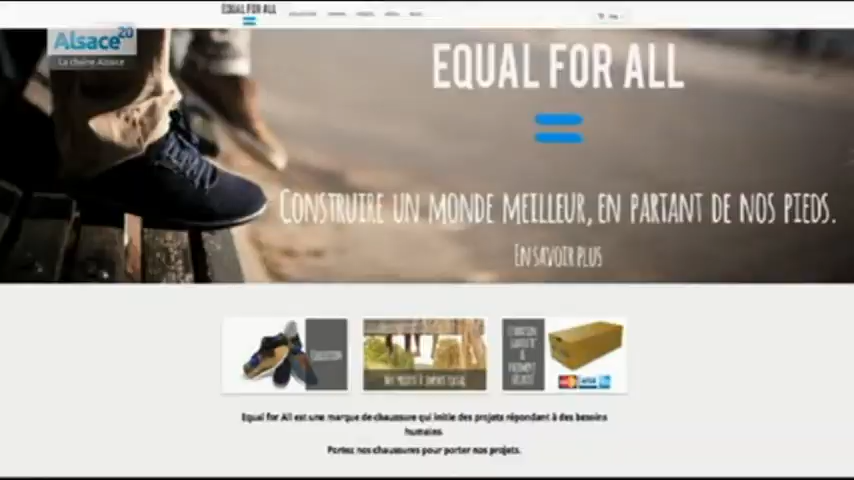 EQUAL FOR ALL
Alsace20
La chaîne Alsace
EQUAL FOR ALL
=
CONSTRUIRE UN MONDE MEILLEUR, EN PARTANT DE NOS PIEDS.
EN SAVOIR PLUS
VISA
Equal for All est une marque de chaussure qui initie des projets répondant à des besoins
humains.
Portez nos chaussures pour porter nos projets.